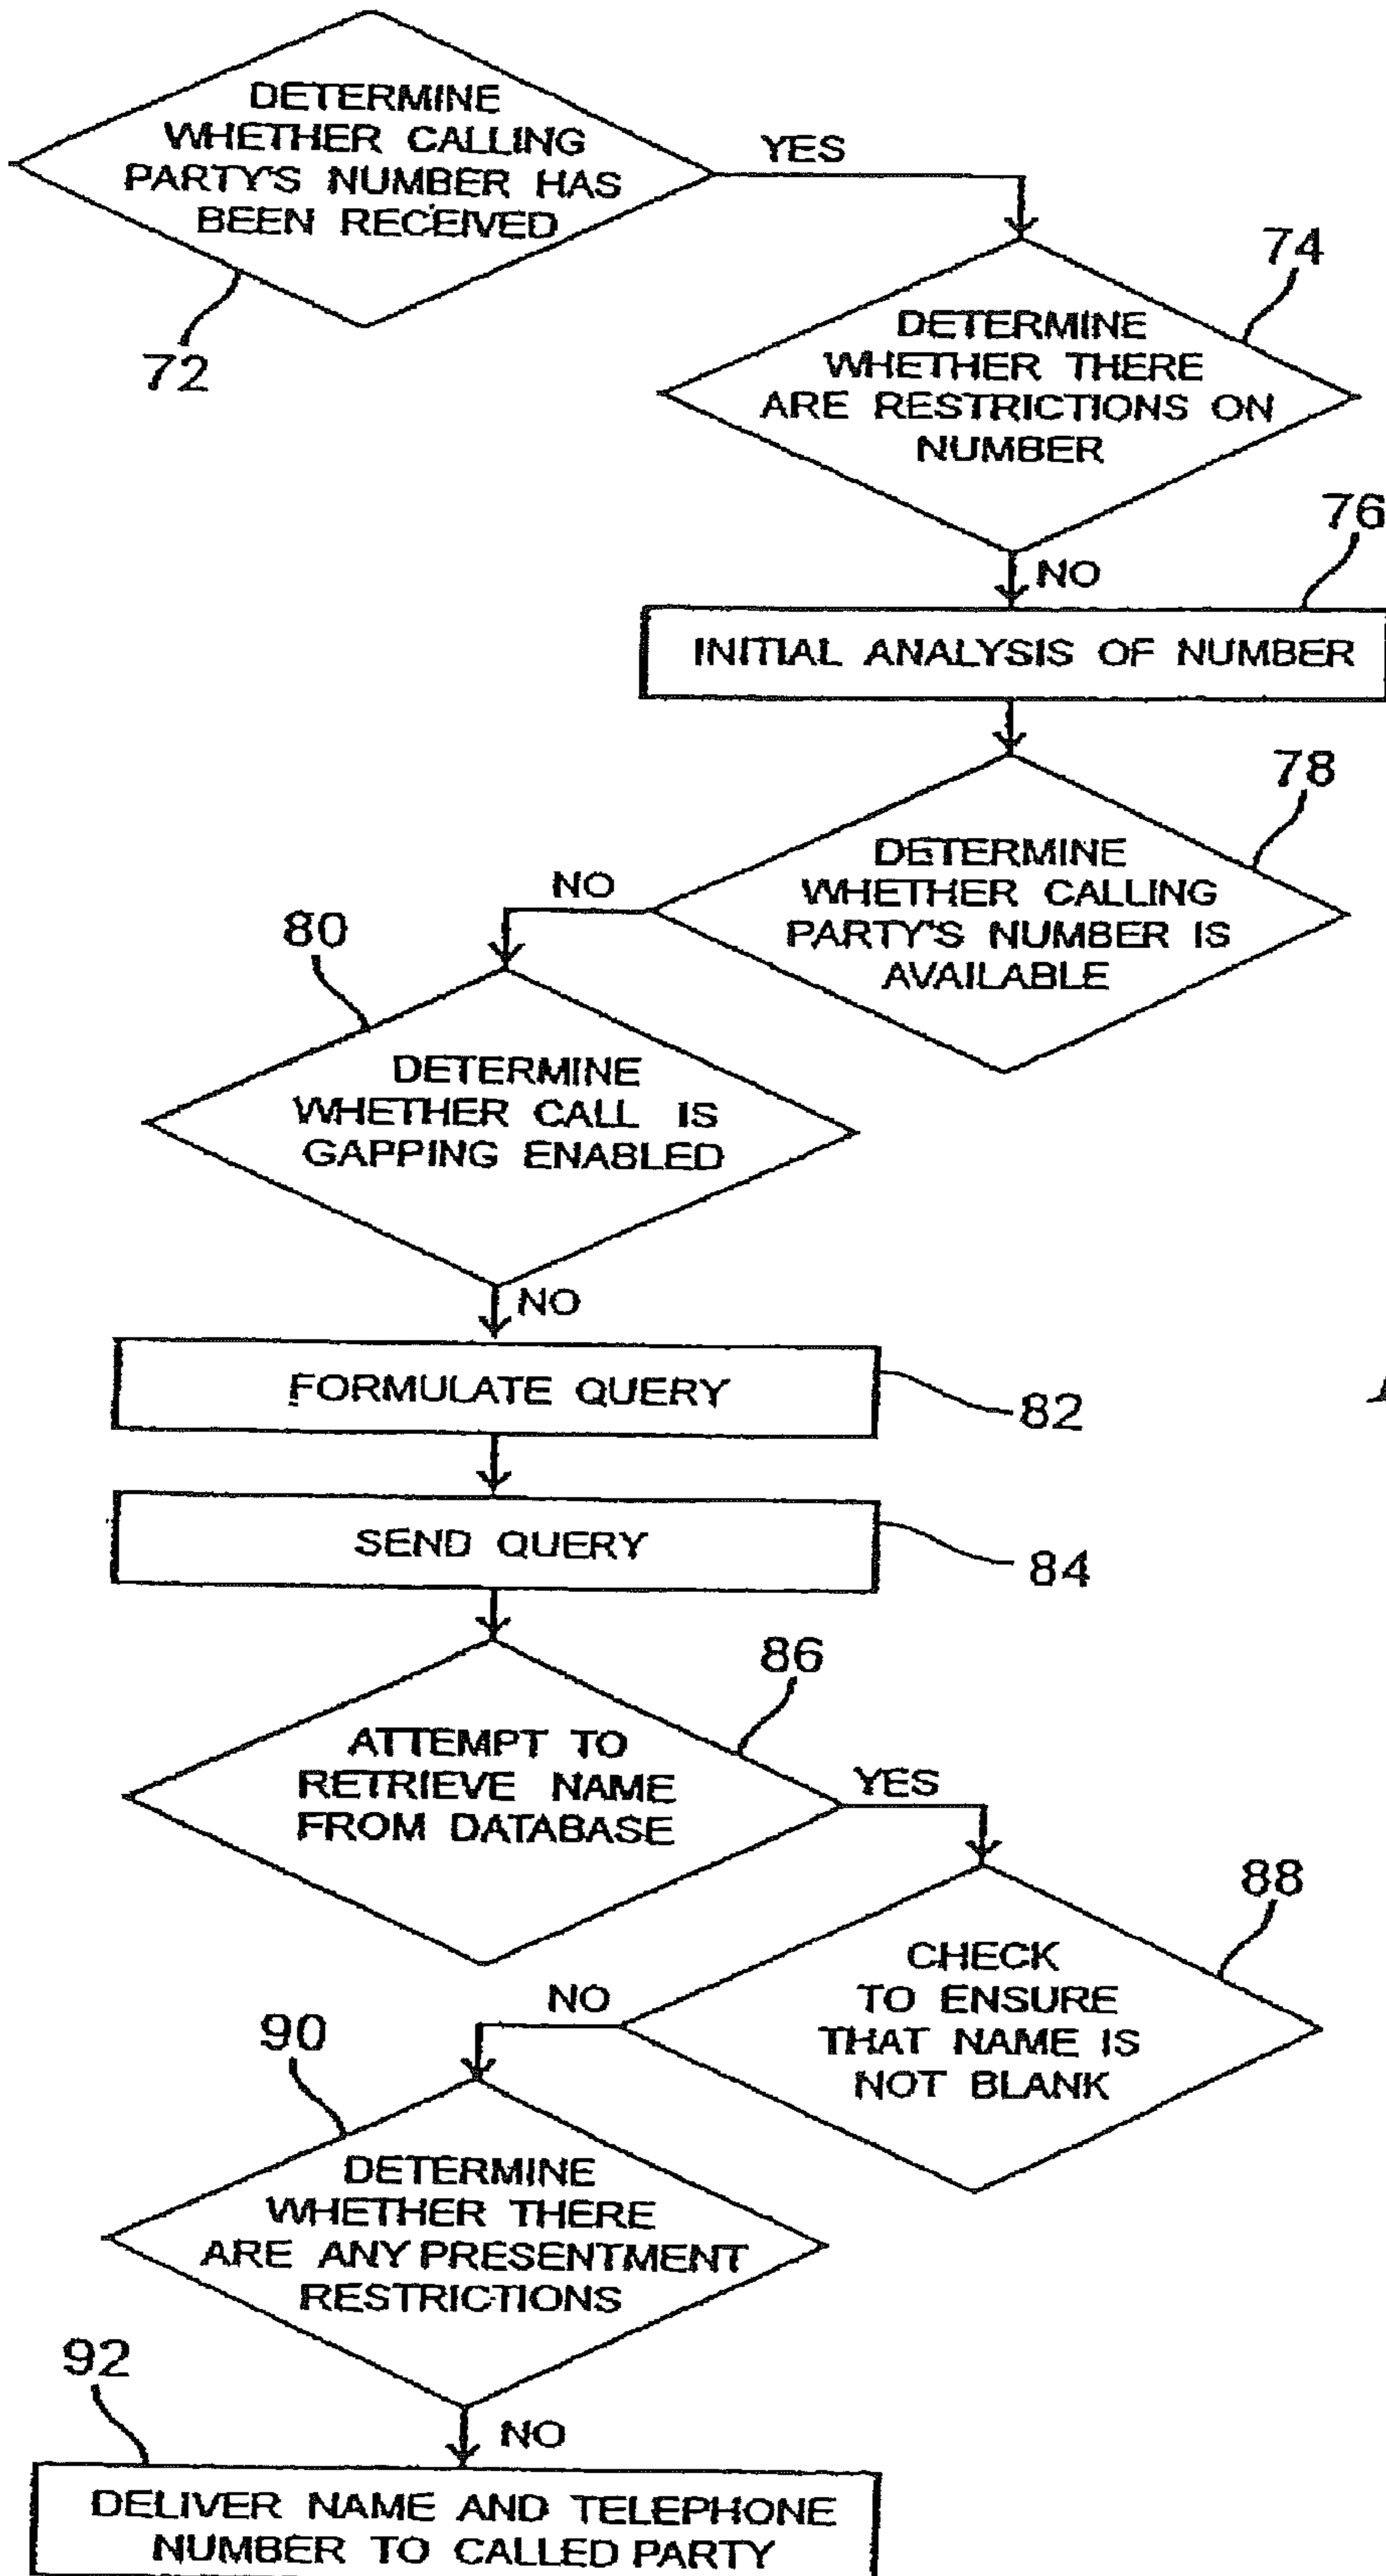 DETERMINE
WHETHER CALLING
PARTY'S NUMBER HAS
BEEN RECEIVED
YES
72
74
DETERMINE
WHETHER THERE
ARE RESTRICTIONS ON
NUMBER
NO
76
INITIAL ANALYSIS OF NUMBER
78
DETERMINE
WHETHER CALLING
PARTY'S NUMBER IS
AVAILABLE
NO
80
DETERMINE
WHETHER CALL IS
GAPPING ENABLED
NO
FORMULATE QUERY
82
SEND QUERY
84
86
ATTEMPT TO
RETRIEVE NAME
FROM DATABASE
YES
88
CHECK
TO ENSURE
THAT NAME IS
NOT BLANK
NO
90
DETERMINE
WHETHER THERE
ARE ANY PRESENTMENT
RESTRICTIONS
NO
92
DELIVER NAME AND TELEPHONE
NUMBER TO CALLED PARTY